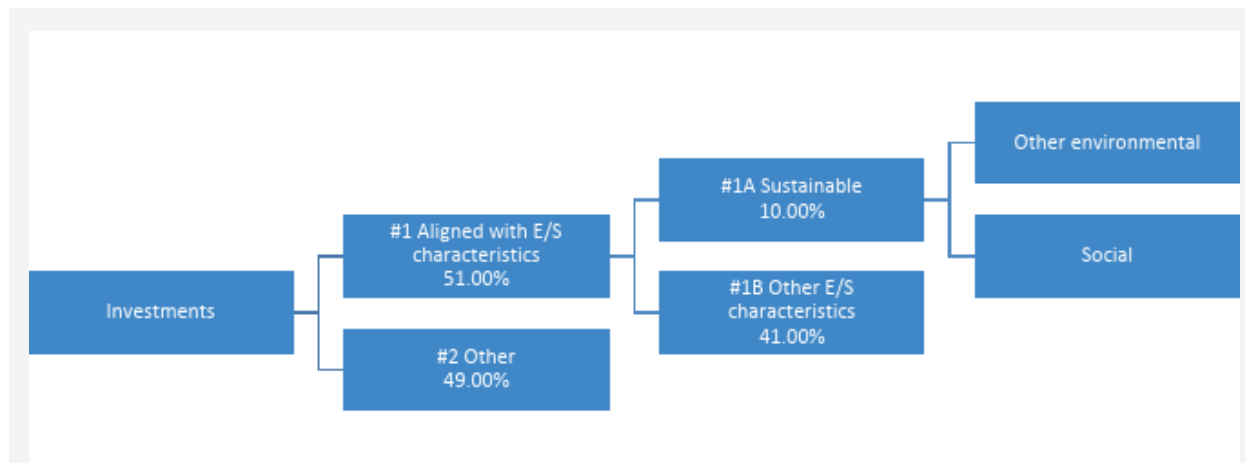 Investments
#1 Aligned with E/S
characteristics
51.00%
#2 Other
49.00%
#1A Sustainable
10.00%
#1B Other E/S
characteristics
41.00%
Other environmental
Social